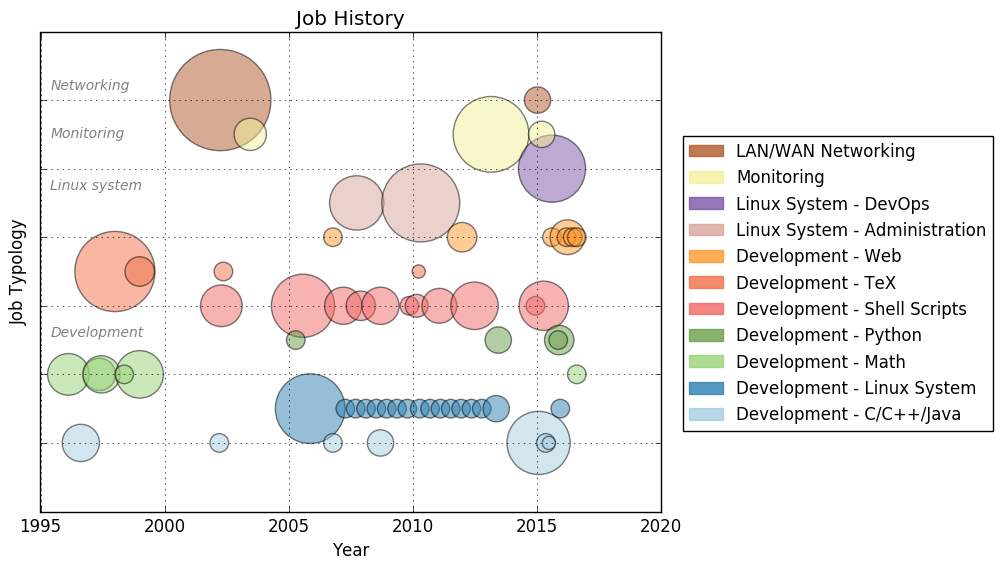 Job History
Networking
Monitoring
Linux system
Development
Job Typology
1995 2000 2005 2010 2015 2020
Year
LAN/WAN Networking
Monitoring
Linux System - DevOps
Linux System - Administration
Development - Web
Development - TeX
Development - Shell Scripts
Development - Python
Development - Math
Development - Linux System
Development - C/C++/Java